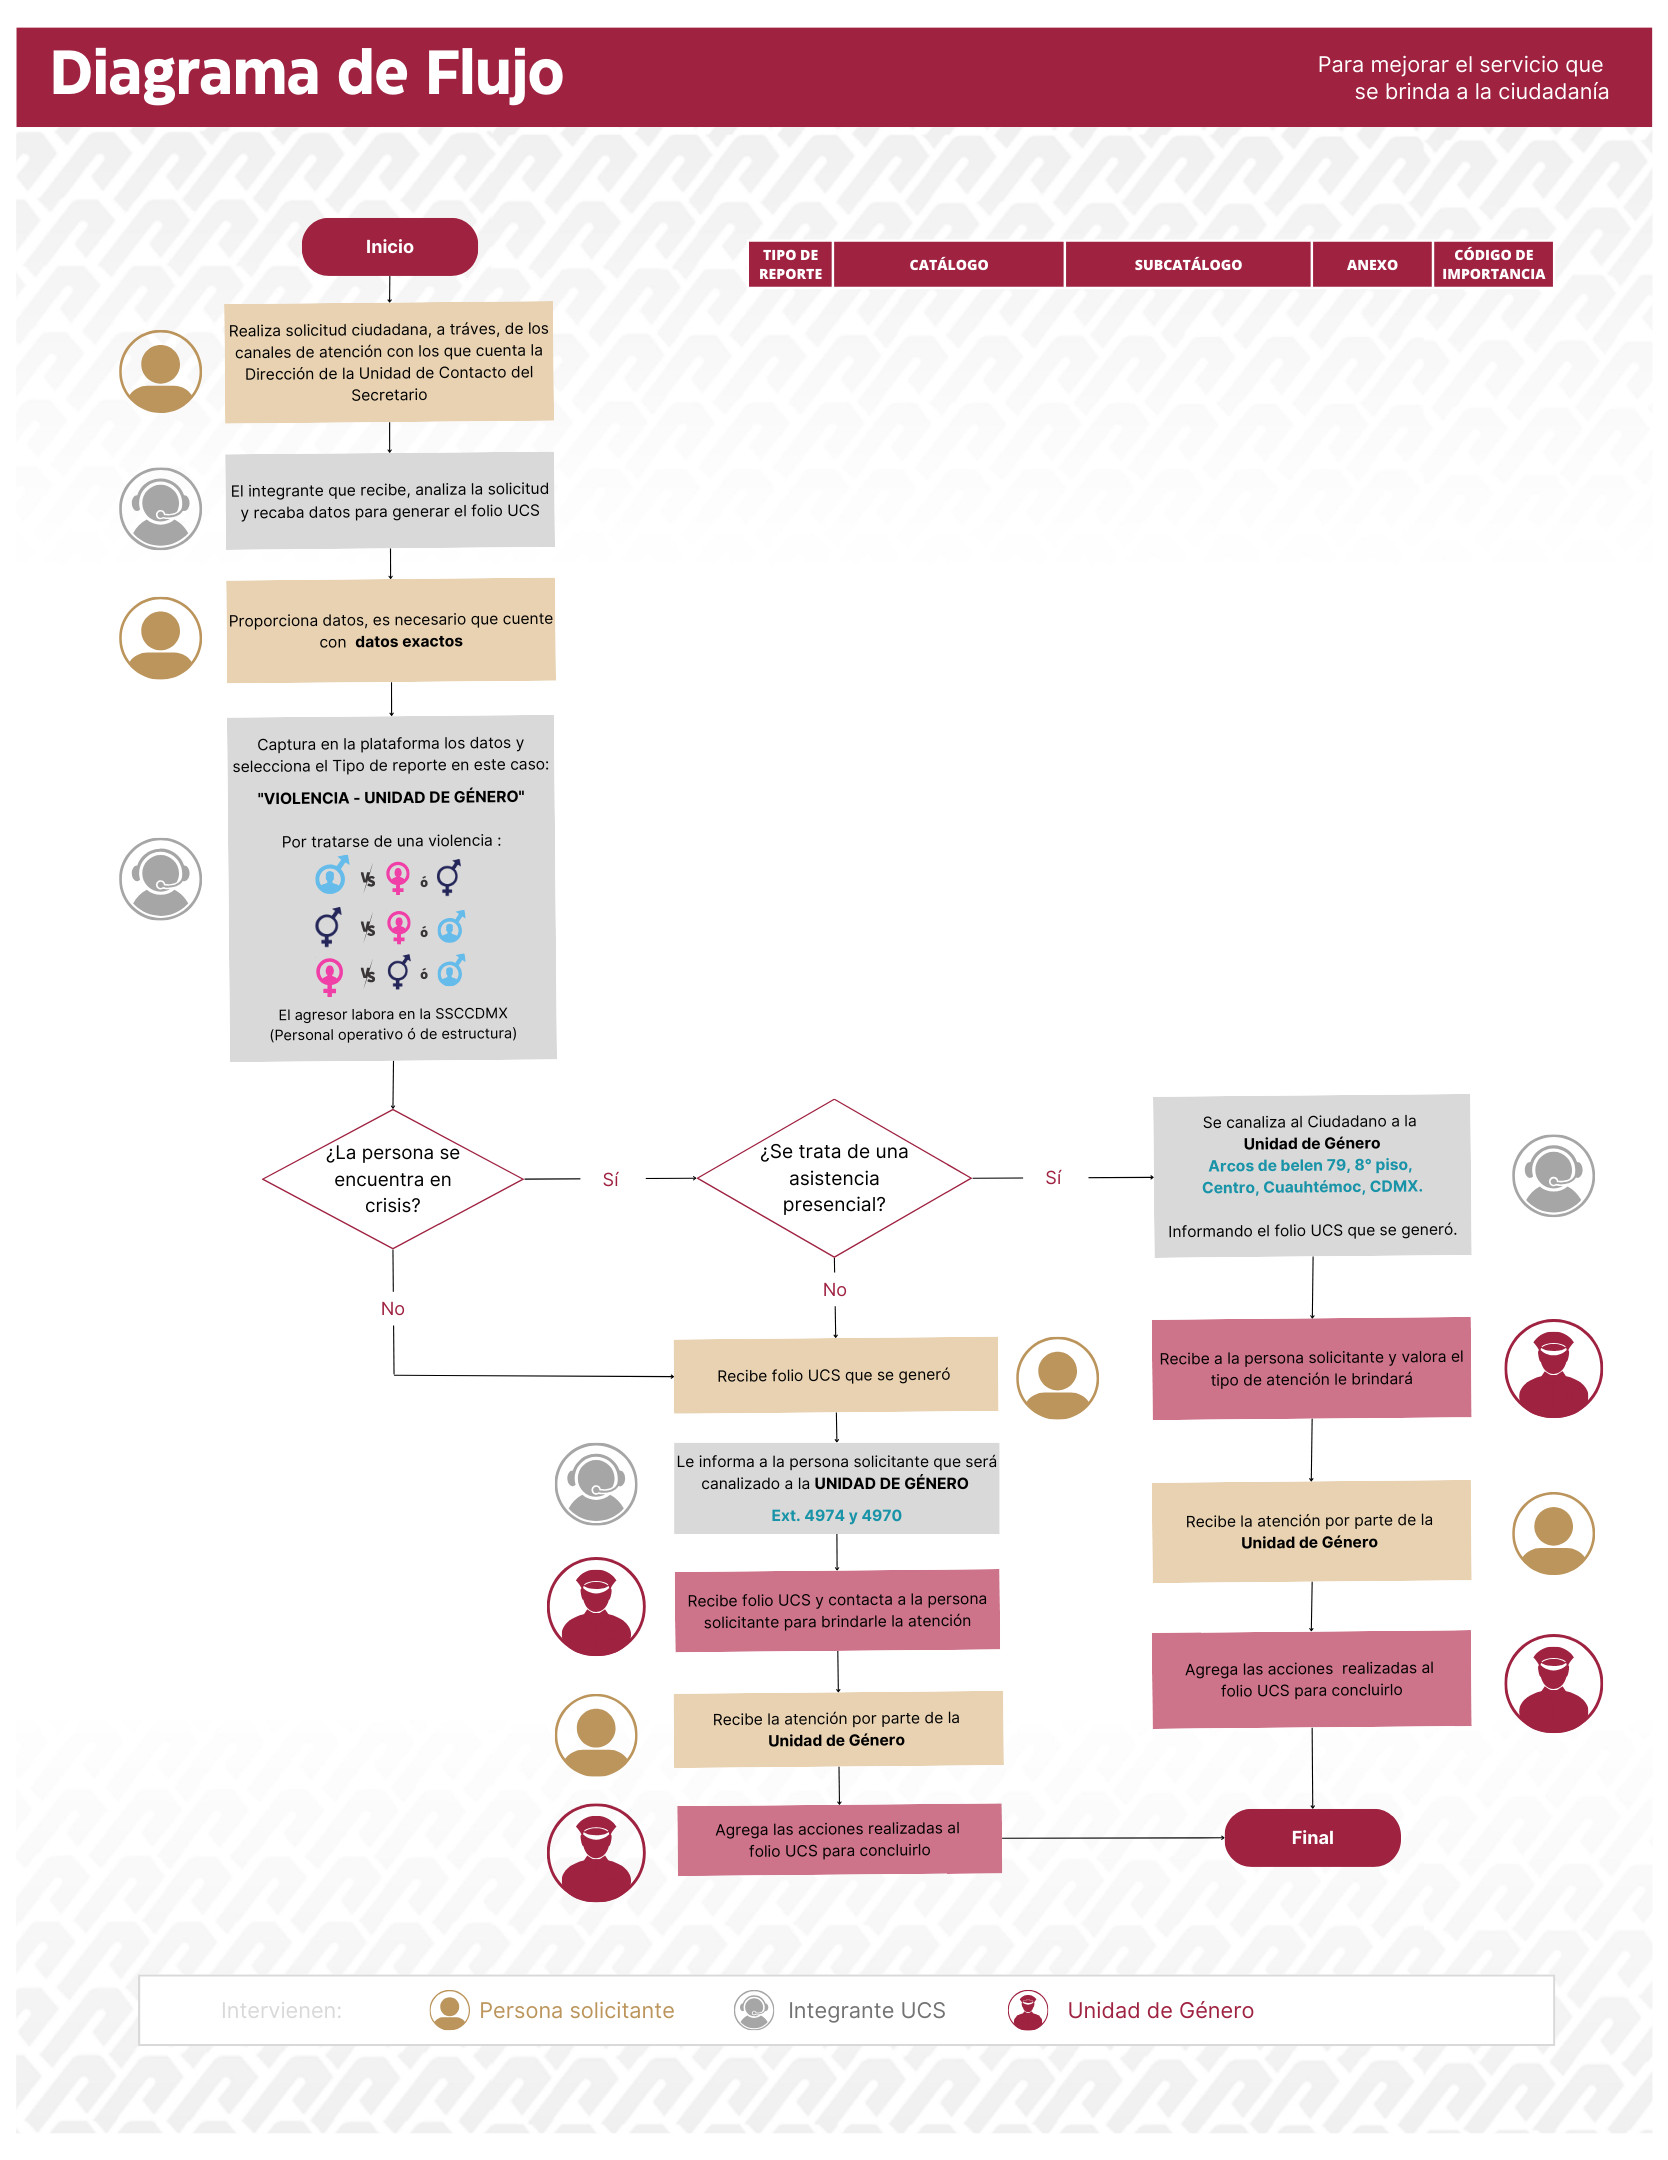 Diagrama de Flujo
Para mejorar el servicio que
se brinda a la ciudadanía
Inicio
TIPO DE
REPORTE
CATÁLOGO
SUBCATÁLOGO
ANEXO
CÓDIGO DE
IMPORTANCIA
Realiza solicitud ciudadana, a tráves, de los
canales de atención con los que cuenta la
Dirección de la Unidad de Contacto del
Secretario
El integrante que recibe, analiza la solicitud
y recaba datos para generar el folio UCS
Proporciona datos, es necesario que cuente
con datos exactos
Captura en la plataforma los datos y
selecciona el Tipo de reporte en este caso:
"VIOLENCIA - UNIDAD DE GÉNERO"
Por tratarse de una violencia :
VS ó
VS ó
VS ó
El agresor labora en la SSCCDMX
(Personal operativo ó de estructura)
¿La persona se
encuentra en
crisis?
Sí
No
¿Se trata de una
asistencia
presencial?
Sí
No
Se canaliza al Ciudadano a la
Unidad de Género
Arcos de belen 79, 8° piso,
Centro, Cuauhtémoc, CDMX.
Informando el folio UCS que se generó.
Recibe a la persona solicitante y valora el
tipo de atención le brindará
Recibe la atención por parte de la
Unidad de Género
Agrega las acciones realizadas al
folio UCS para concluirlo
Recibe folio UCS que se generó
Le informa a la persona solicitante que será
canalizado a la UNIDAD DE GÉNERO
Ext. 4974 y 4970
Recibe folio UCS y contacta a la persona
solicitante para brindarle la atención
Recibe la atención por parte de la
Unidad de Género
Agrega las acciones realizadas al
folio UCS para concluirlo
Final
Intervienen:
Persona solicitante
Integrante UCS
Unidad de Género